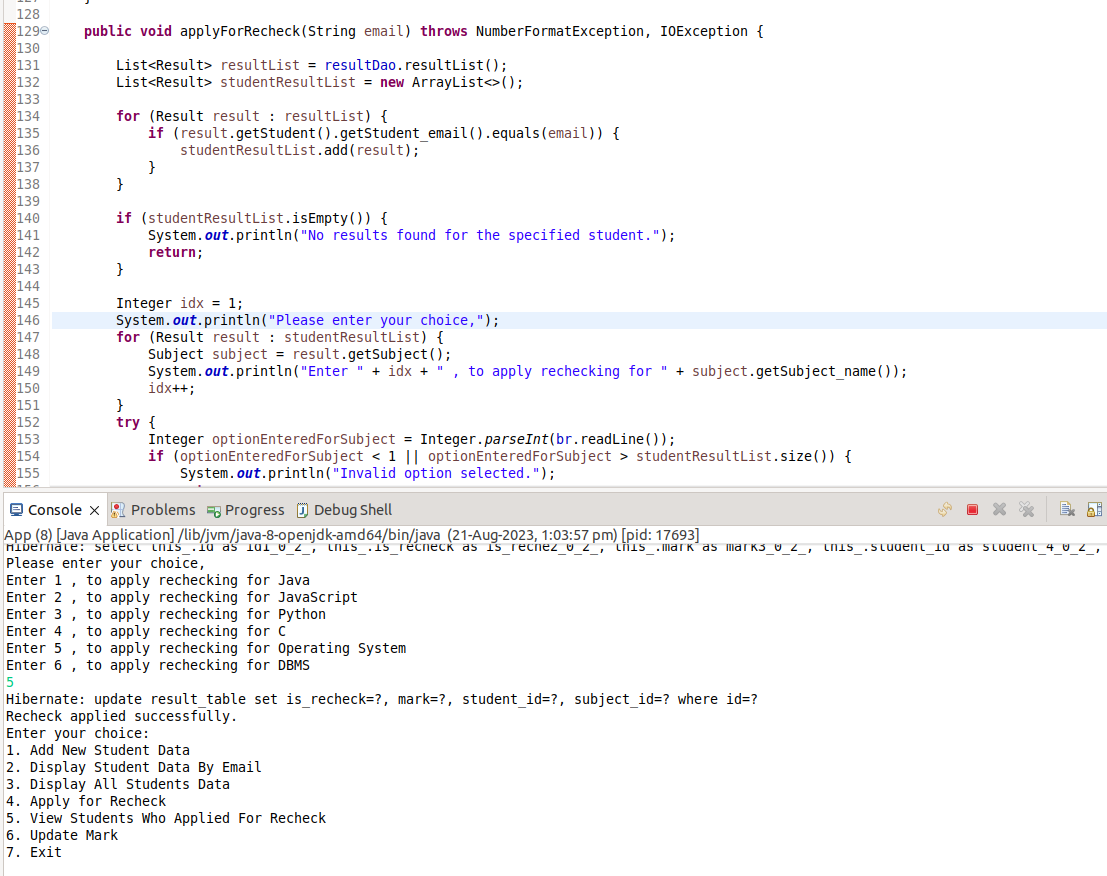 128
129 public void applyForRecheck(String email) throws NumberFormatException, IOException {
130
131 List<Result> resultList = resultDao.resultList();
132 List<Result> studentResultList = new ArrayList<>();
133
134 for (Result result : resultList) {
135 if (result.getStudent().getStudent_email().equals(email)) {
136 studentResultList.add(result);
137 }
138 }
139
140 if (studentResultList.isEmpty()) {
141 System.out.println("No results found for the specified student.");
142 return;
143 }
144
145 Integer idx = 1;
146 System.out.println("Please enter your choice,");
147 for (Result result : studentResultList) {
148 Subject subject = result.getSubject();
149 System.out.println("Enter " + idx + " , to apply rechecking for " + subject.getSubject_name());
150 idx++;
151 }
152 try {
153 Integer optionEnteredForSubject = Integer.parseInt(br.readLine());
154 if (optionEnteredForSubject < 1 || optionEnteredForSubject > studentResultList.size()) {
155 System.out.println("Invalid option selected.");
Console Problems Progress Debug Shell
App (8) [Java Application] /lib/jvm/java-8-openjdk-amd64/bin/java (21-Aug-2023, 1:03:57 pm) [pid: 17693]
Hibernate: select this_.id as id1_0_2_, this_.is_recheck as is_reche2_0_2_, this_.mark as mark3_0_2_, this_.student_id as student_4_0_2_,
Please enter your choice,
Enter 1 , to apply rechecking for Java
Enter 2 , to apply rechecking for JavaScript
Enter 3 , to apply rechecking for Python
Enter 4 , to apply rechecking for C
Enter 5 , to apply rechecking for Operating System
Enter 6 , to apply rechecking for DBMS
5
Hibernate: update result_table set is_recheck=?, mark=?, student_id=?, subject_id=? where id=?
Recheck applied successfully.
Enter your choice:
1. Add New Student Data
2. Display Student Data By Email
3. Display All Students Data
4. Apply for Recheck
5. View Students Who Applied For Recheck
6. Update Mark
7. Exit